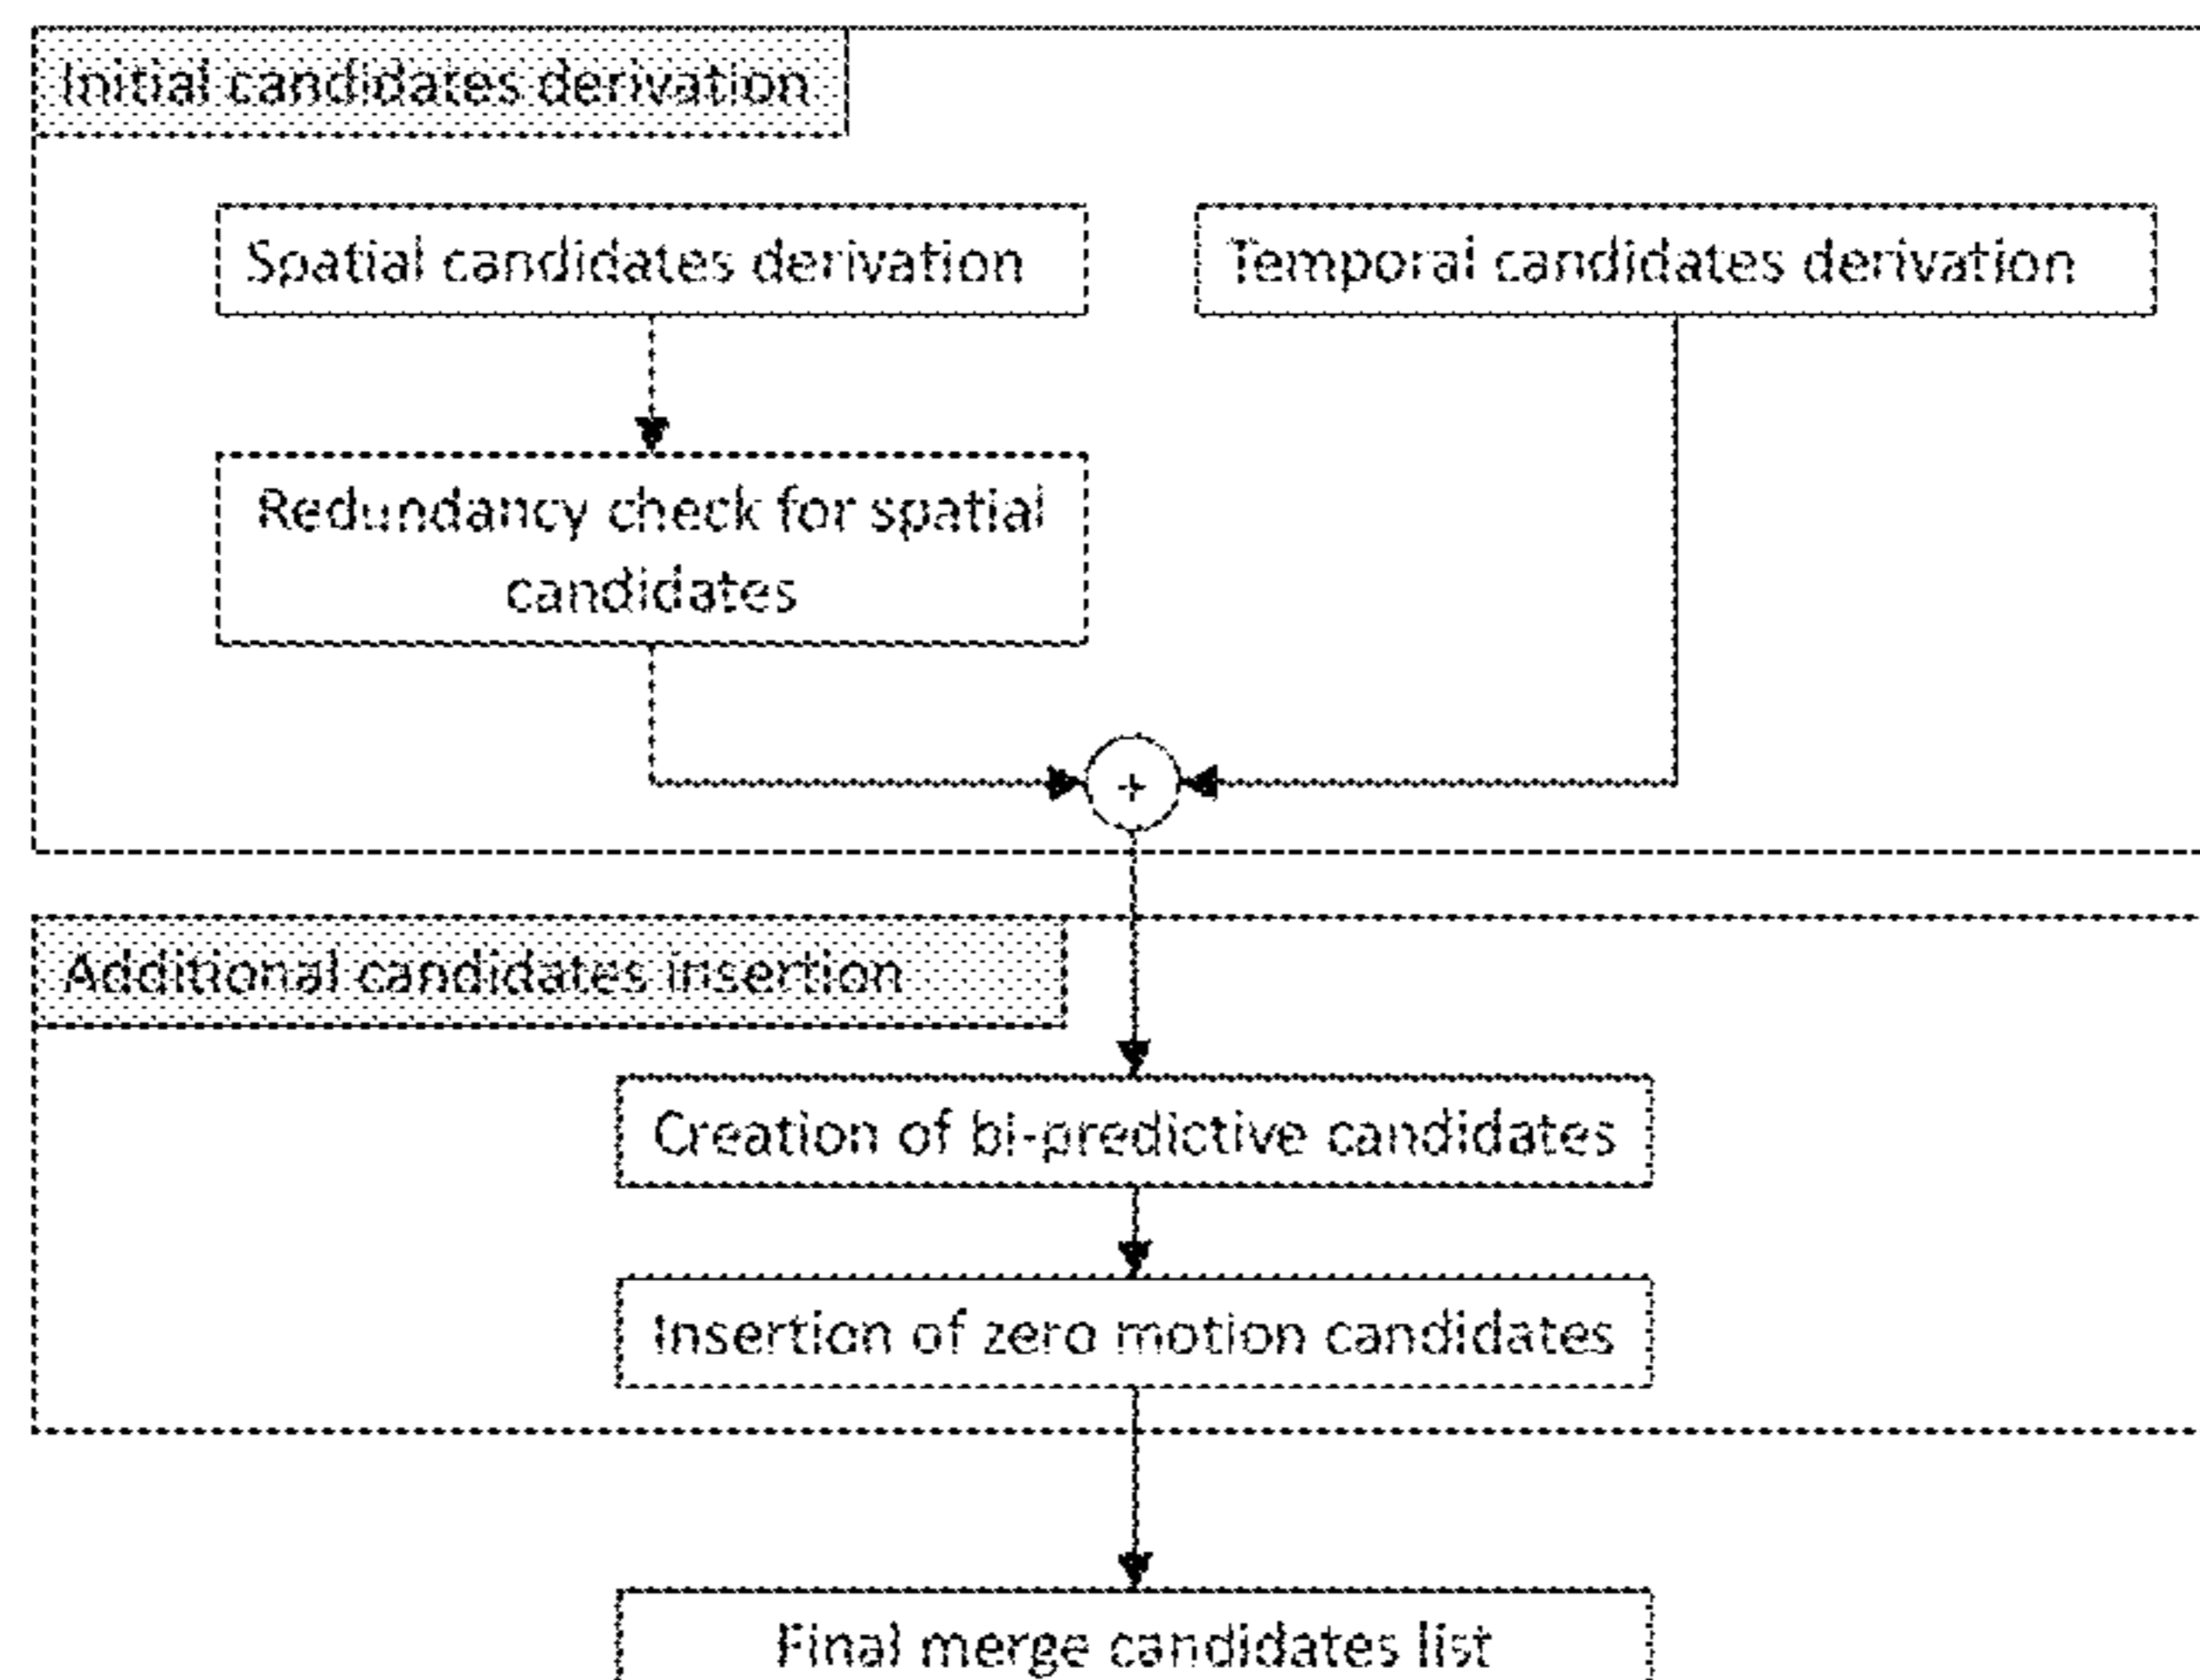 Initial candidates derivation
Spatial candidates derivation
Temporal candidates derivation
Redundancy check for spatial
candidates
+
Additional candidates insertion
Creation of bi-predictive candidates
Insertion of zero motion candidates
Final merge candidates list